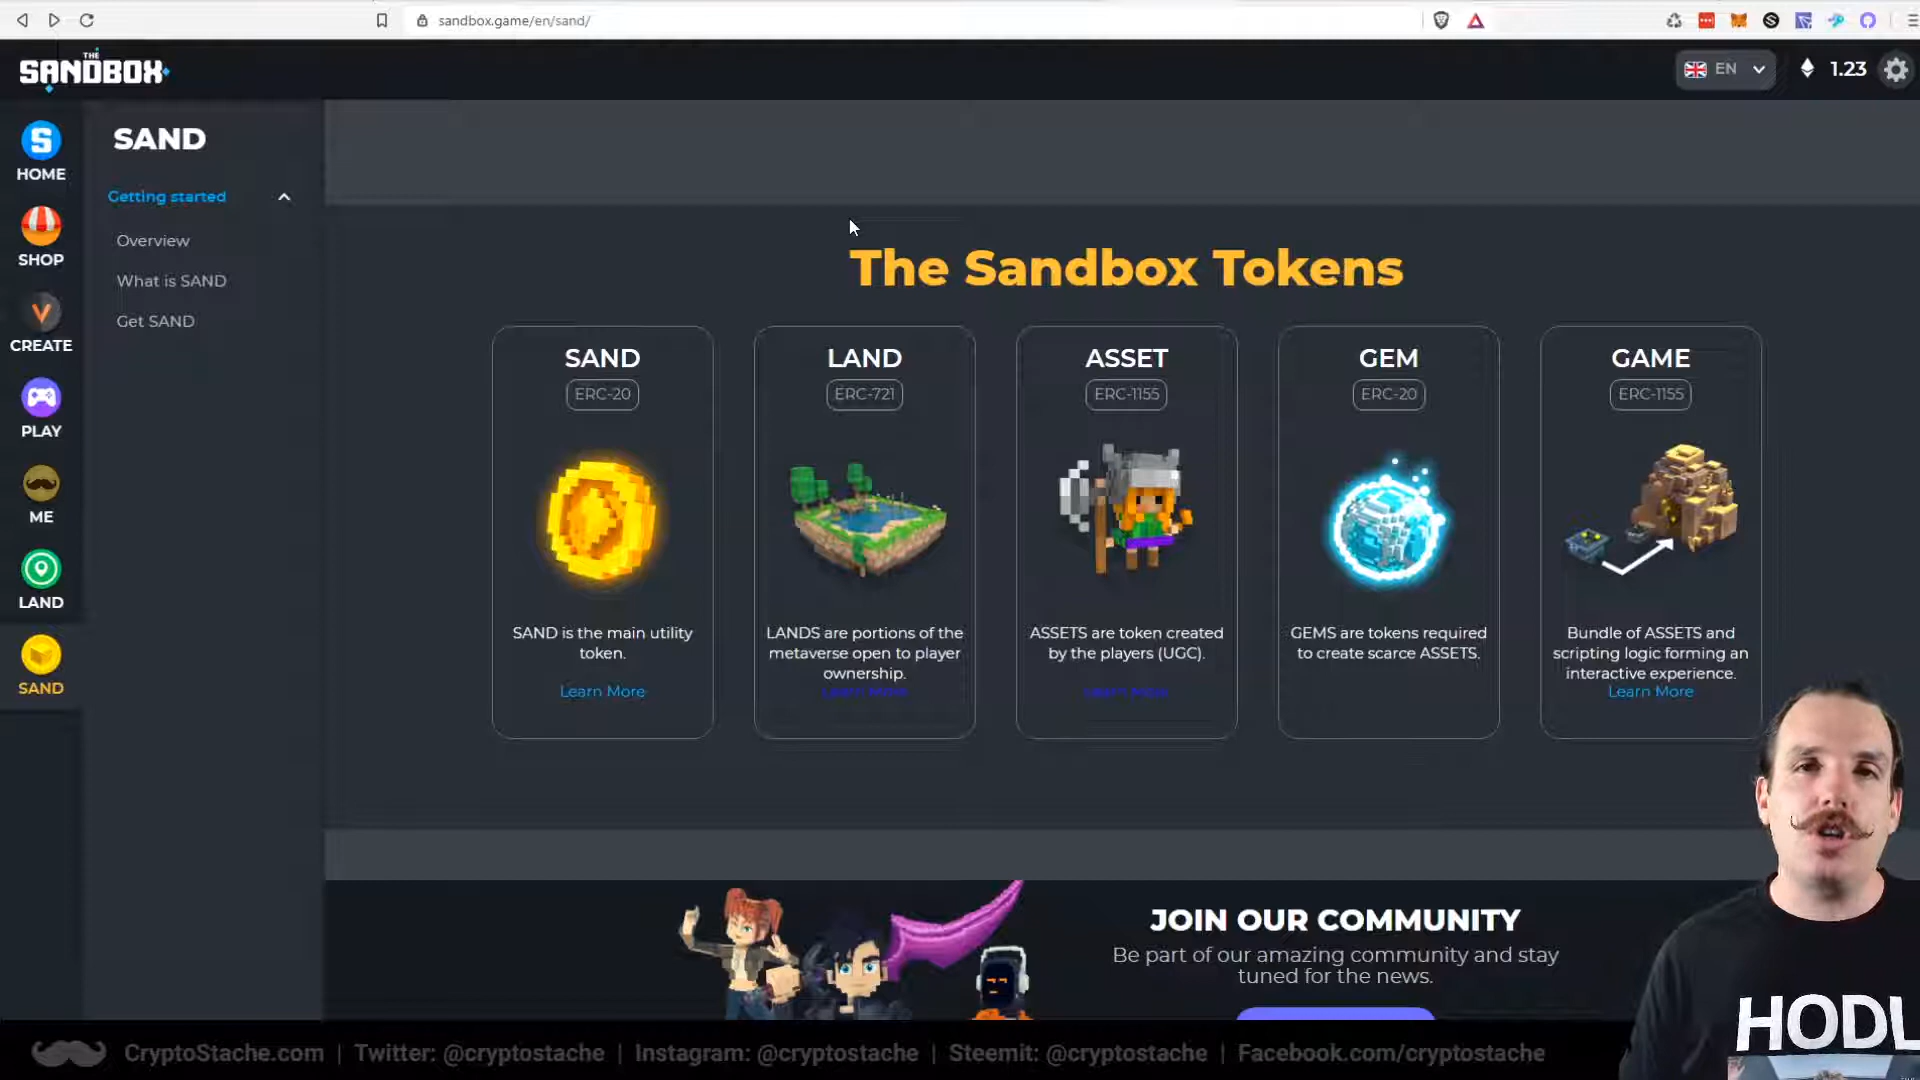 sandbox.game/en/sand/
THE
SANDBOX
EN
1.23
SAND
HOME
Getting started
Overview
SHOP
What is SAND
Get SAND
CREATE
PLAY
ME
LAND
SAND
The Sandbox Tokens
SAND
ERC-20
SAND is the main utility
token.
Learn More
LAND
ERC-721
LANDS are portions of the
metaverse open to player
ownership.
Learn More
ASSET
ERC-1155
ASSETS are token created
by the players (UGC).
Learn More
GEM
ERC-20
GEMS are tokens required
to create scarce ASSETS.
GAME
ERC-1155
Bundle of ASSETS and
scripting logic forming an
interactive experience.
Learn More
JOIN OUR COMMUNITY
Be part of our amazing community and stay
tuned for the news.
HODL
CryptoStache.com | Twitter: @cryptostache | Instagram: @cryptostache | Steemit: @cryptostache | Facebook.com/cryptostache